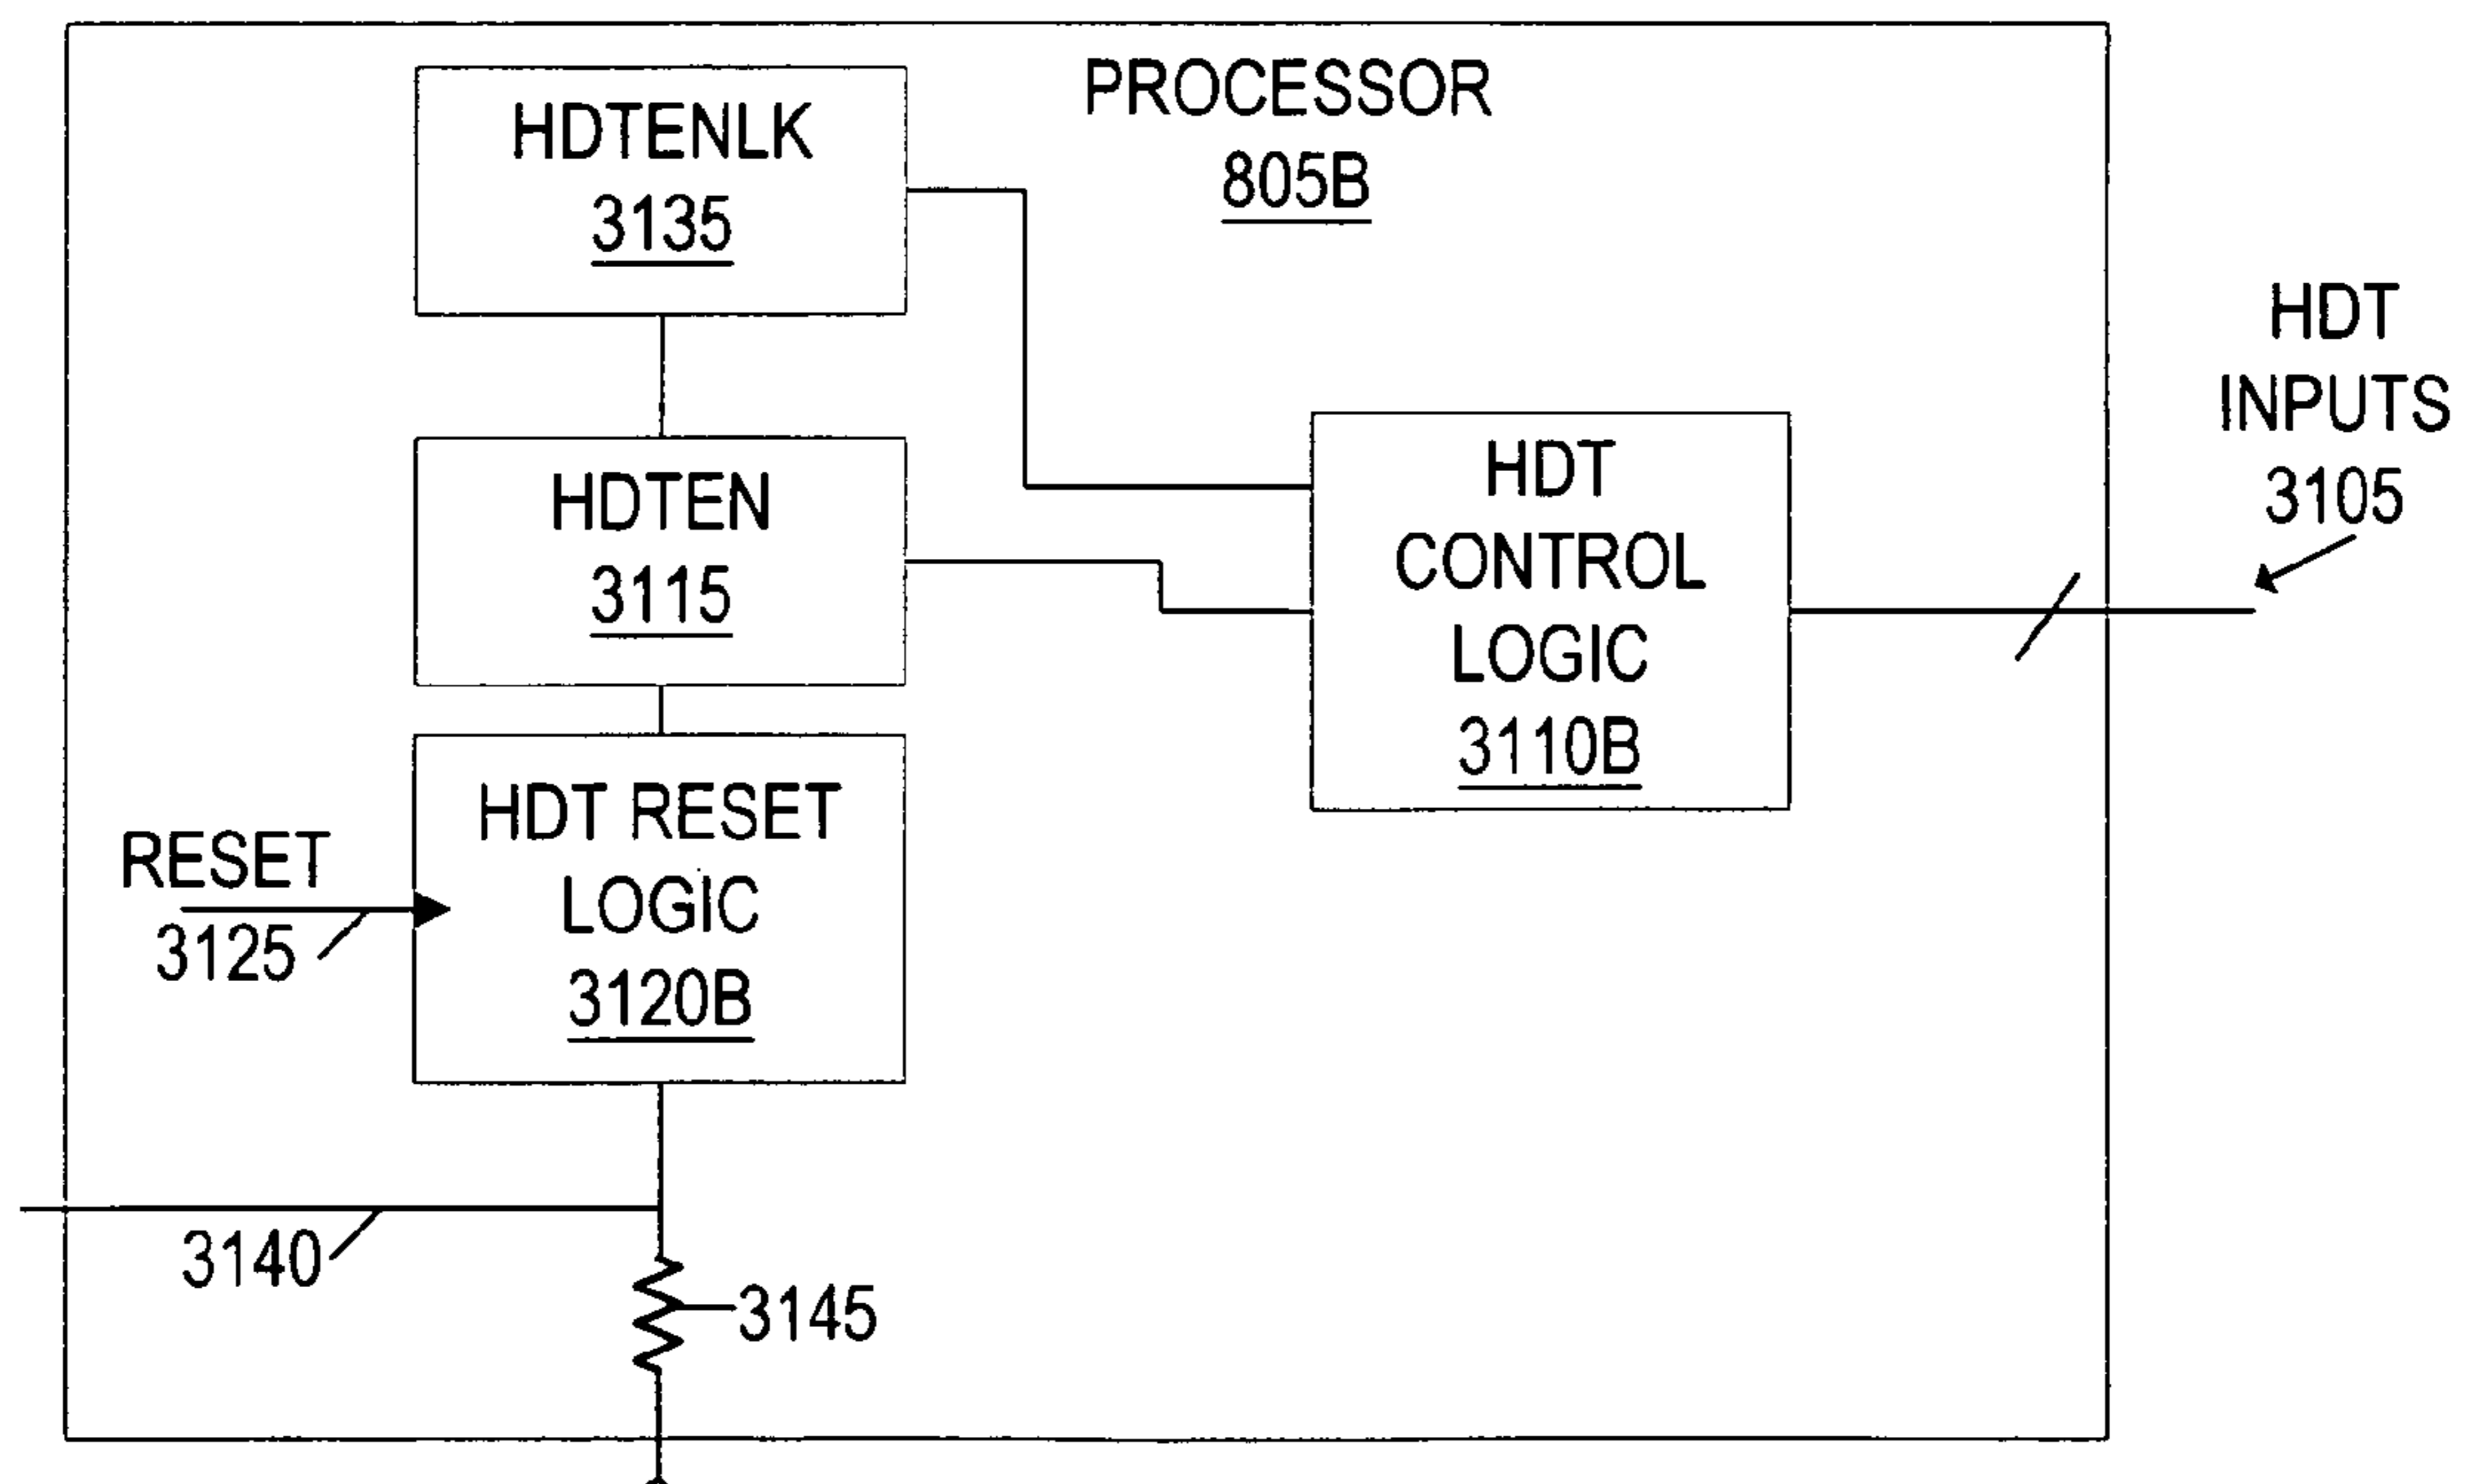 PROCESSOR
805B
HDTENLK
3135
HDTEN
3115
HDT
CONTROL
LOGIC
3110B
HDT
INPUTS
3105
HDT RESET
LOGIC
3120B
RESET
3125
3140
3145